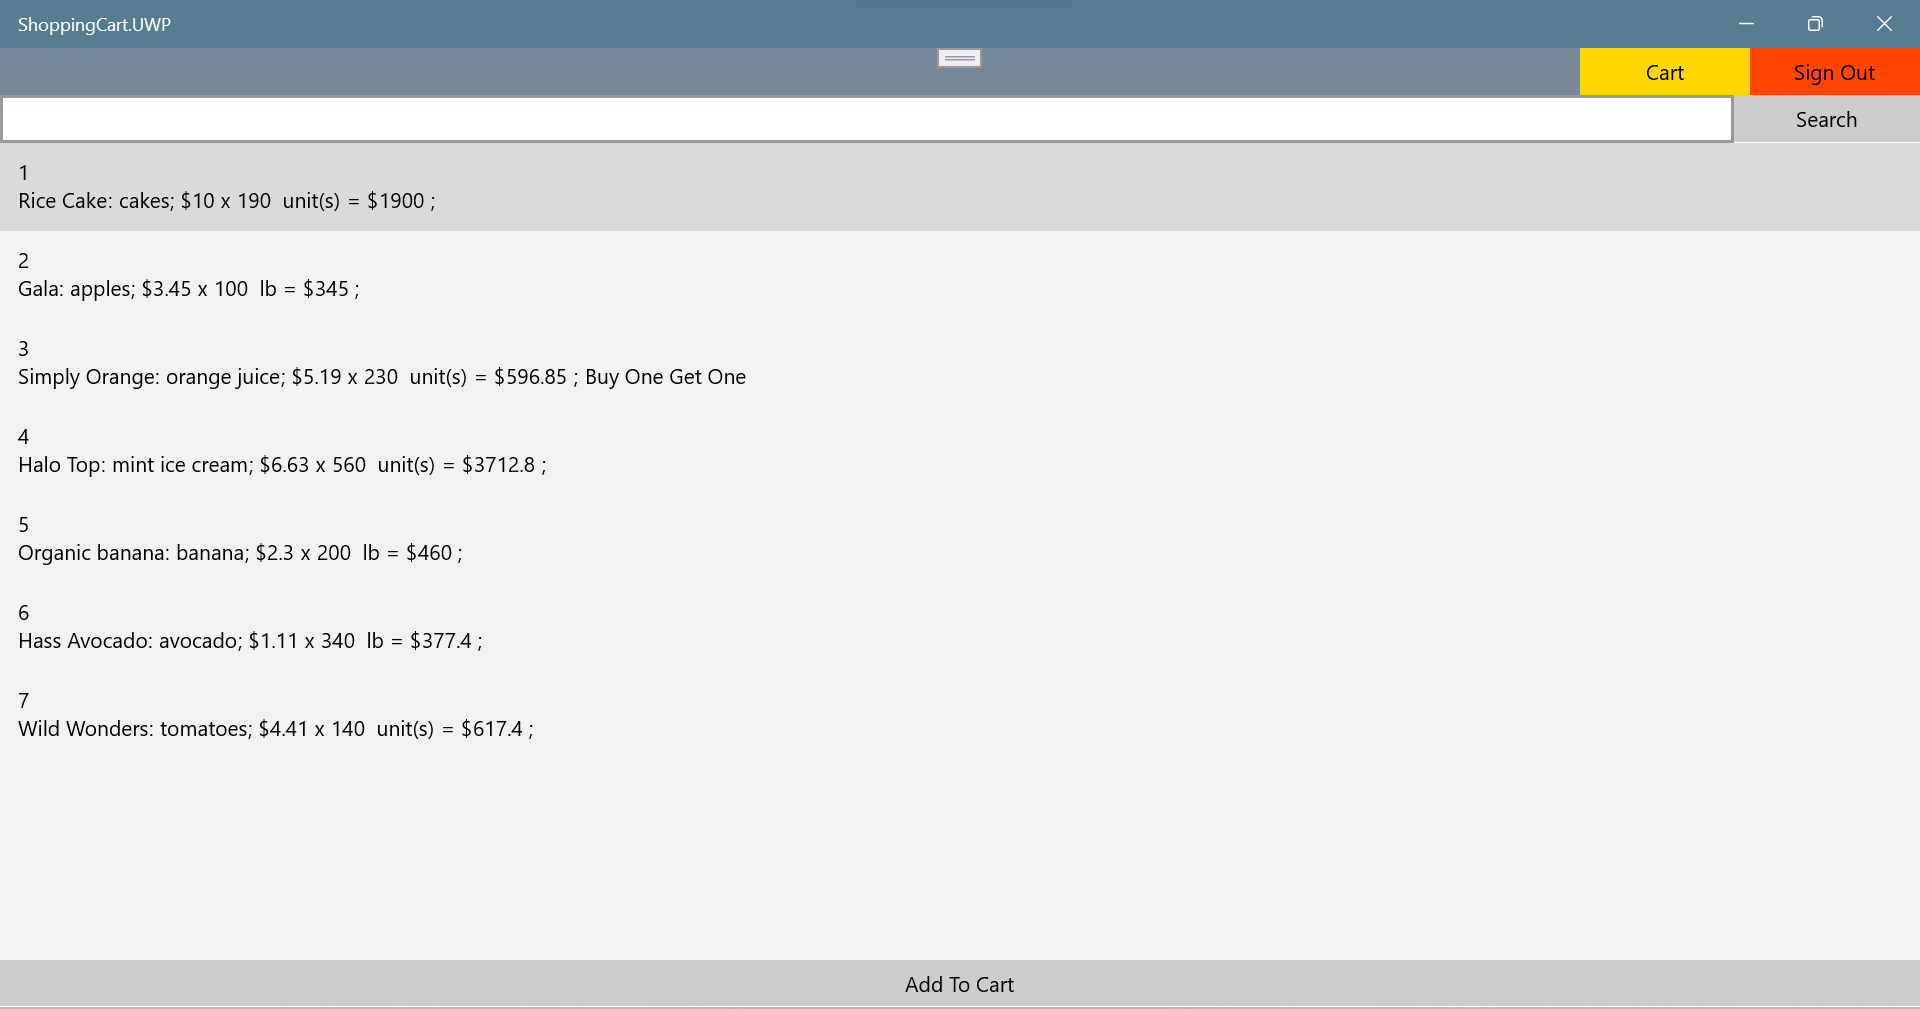 ShoppingCart.UWP
Cart
Sign Out
Search
1
Rice Cake: cakes; $10 x 190  unit(s) = $1900 ;
2
Gala: apples; $3.45 x 100  lb = $345 ;
3
Simply Orange: orange juice; $5.19 x 230  unit(s) = $596.85 ; Buy One Get One
4
Halo Top: mint ice cream; $6.63 x 560  unit(s) = $3712.8 ;
5
Organic banana: banana; $2.3 x 200  lb = $460 ;
6
Hass Avocado: avocado; $1.11 x 340  lb = $377.4 ;
7
Wild Wonders: tomatoes; $4.41 x 140  unit(s) = $617.4 ;
Add To Cart